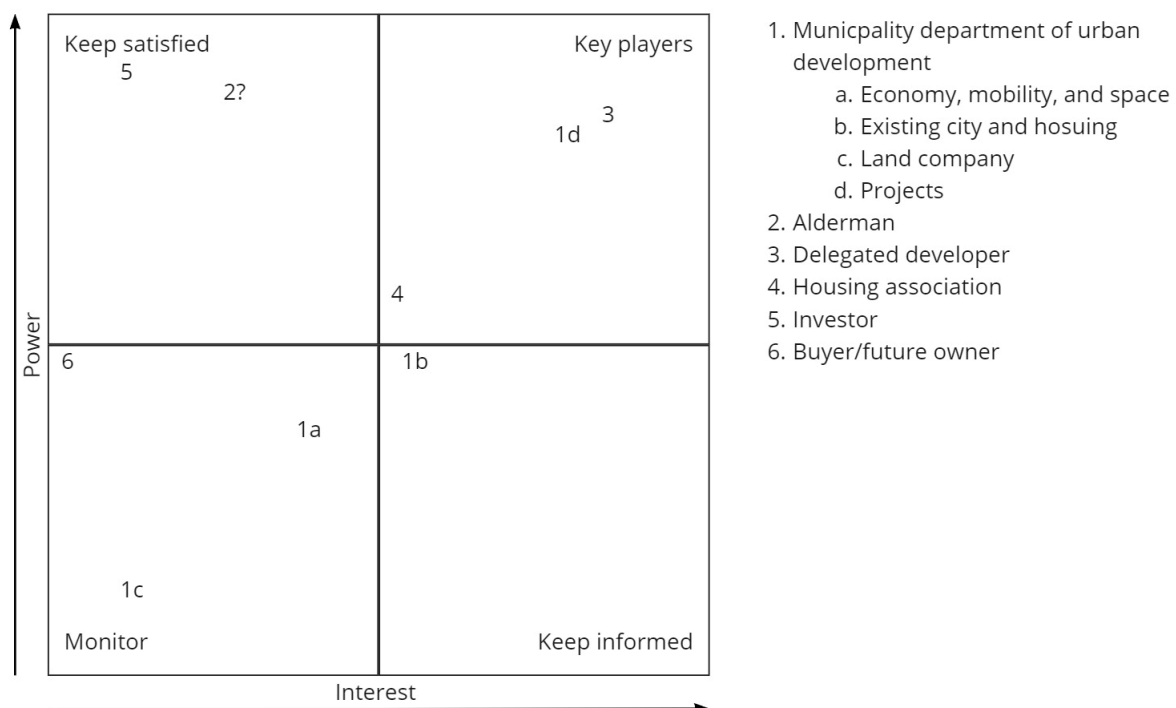 Keep satisfied
Key players
5
2?
3
1d
4
6
1b
1a
1c
Monitor
Keep informed
Power
Interest
1. Municpality department of urban
development
a. Economy, mobility, and space
b. Existing city and hosuing
c. Land company
d. Projects
2. Alderman
3. Delegated developer
4. Housing association
5. Investor
6. Buyer/future owner